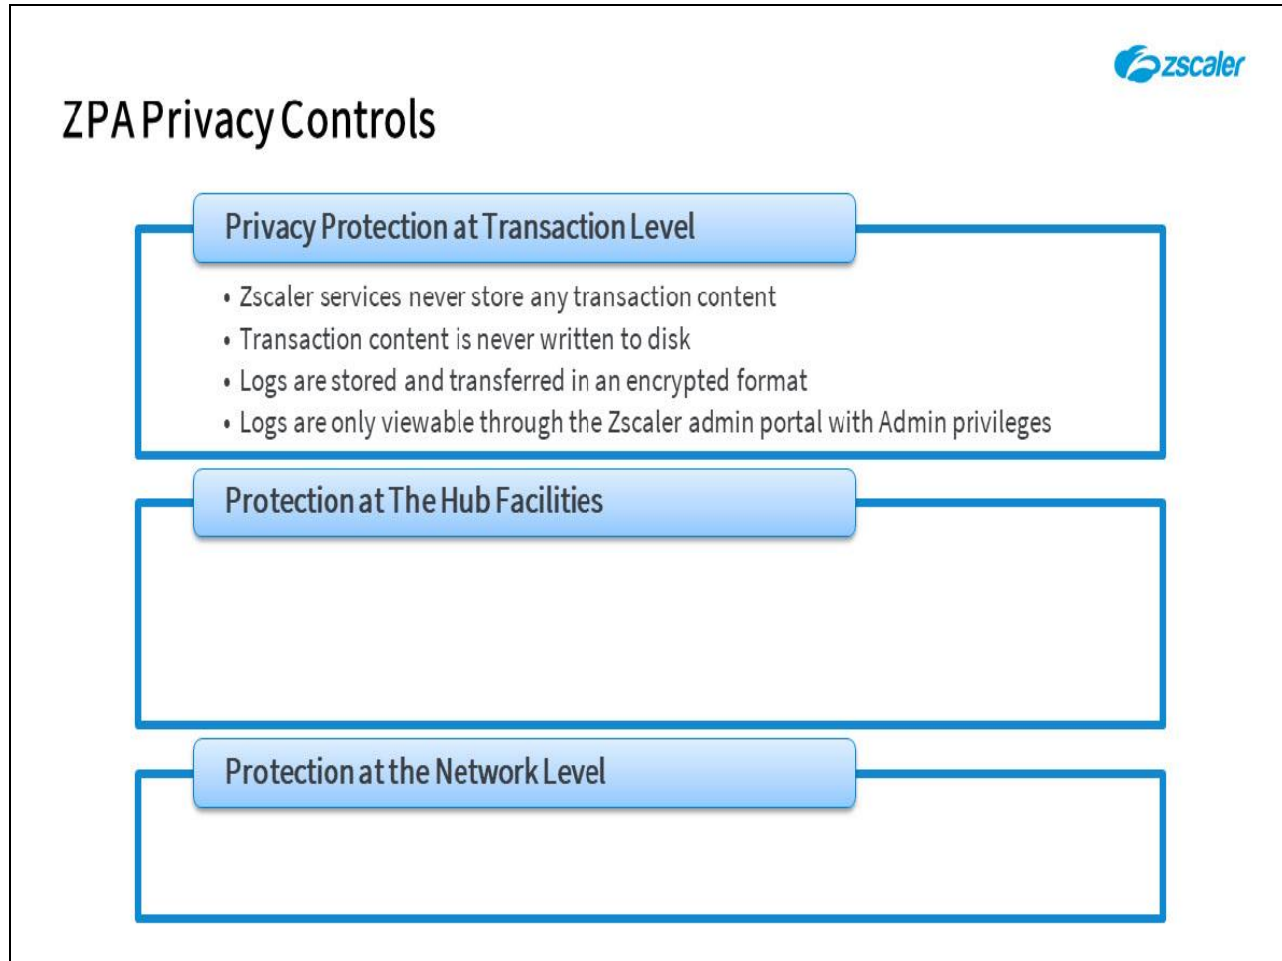 zscaler
ZPA Privacy Controls
Privacy Protection at Transaction Level
• Zscaler services never store any transaction content
• Transaction content is never written to disk
• Logs are stored and transferred in an encrypted format
• Logs are only viewable through the Zscaler admin portal with Admin privileges
Protection at The Hub Facilities
Protection at the Network Level